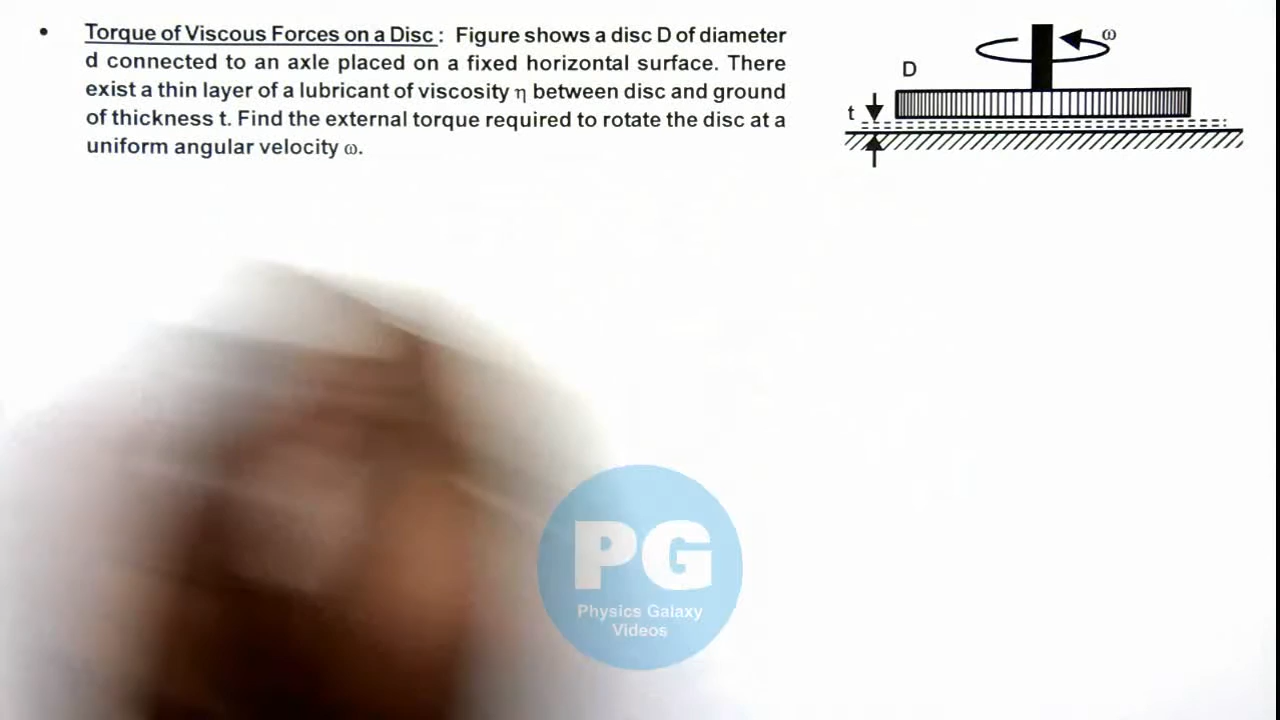 • Torque of Viscous Forces on a Disc : Figure shows a disc D of diameter
d connected to an axle placed on a fixed horizontal surface. There
exist a thin layer of a lubricant of viscosity η between disc and ground
of thickness t. Find the external torque required to rotate the disc at a
uniform angular velocity ω.
ω
D
t
PG
Physics Galaxy
Videos